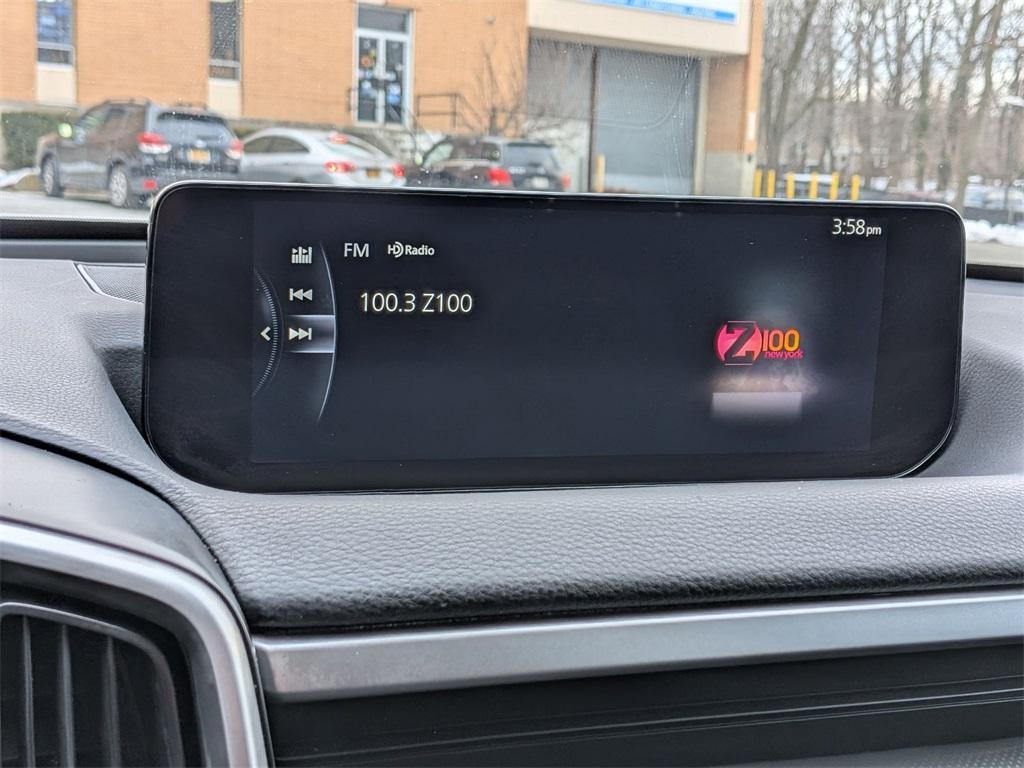 3:58pm
FM HD Radio
100.3 Z100
Z100
new york